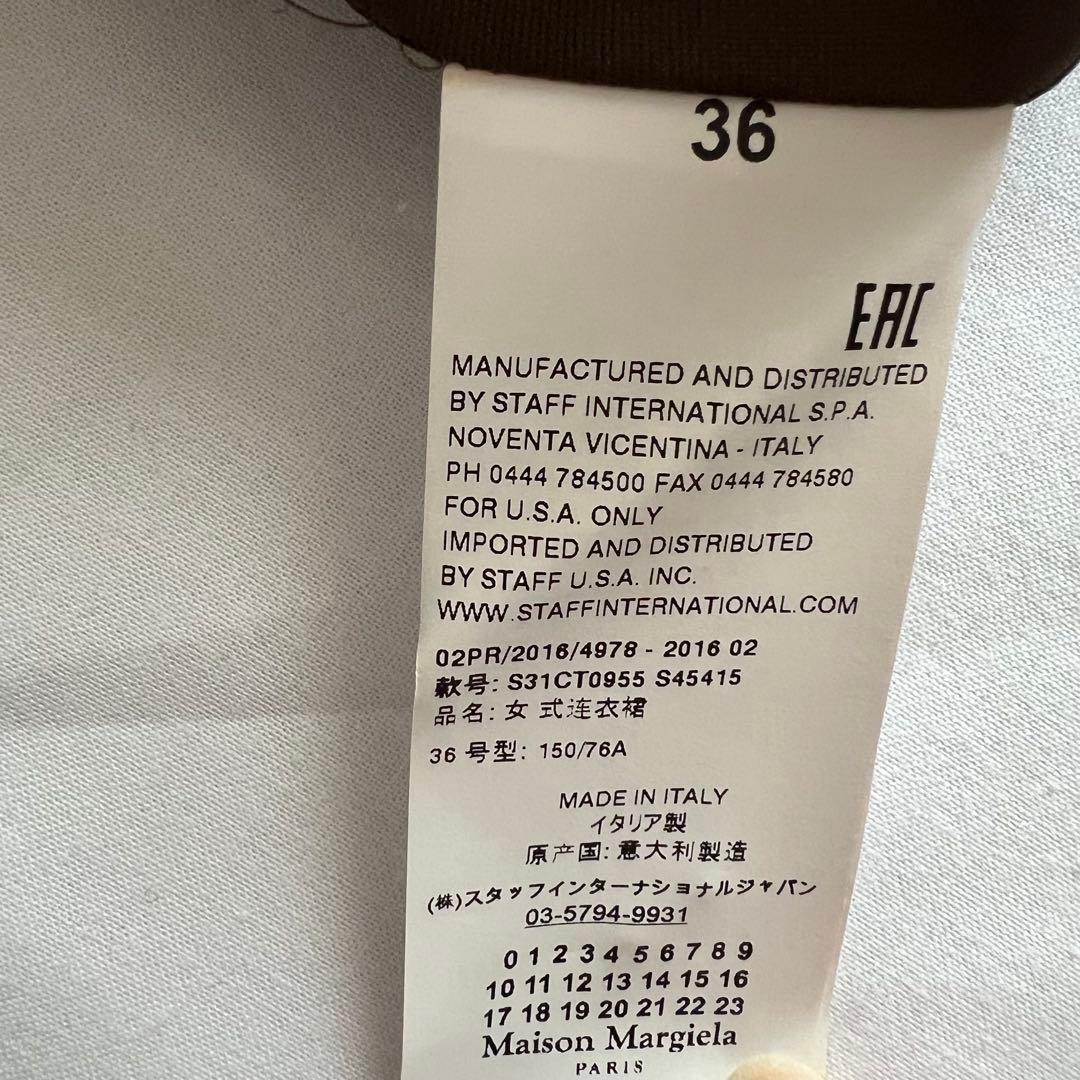 36
EAC
MANUFACTURED AND DISTRIBUTED
BY STAFF INTERNATIONAL S.P.A.
NOVENTA VICENTINA - ITALY
PH 0444 784500 FAX 0444 784580
FOR U.S.A. ONLY
IMPORTED AND DISTRIBUTED
BY STAFF U.S.A. INC.
WWW.STAFFINTERNATIONAL.COM
02PR/2016/4978 - 2016 02
款号: S31CT0955 S45415
品名: 女 式连衣裙
36 号型: 150/76A
MADE IN ITALY
イタリア製
原产国: 意大利製造
(株)スタッフインターナショナルジャパン
03-5794-9931
0 1 2 3 4 5 6 7 8 9
10 11 12 13 14 15 16
17 18 19 20 21 22 23
Maison Margiela
PARIS